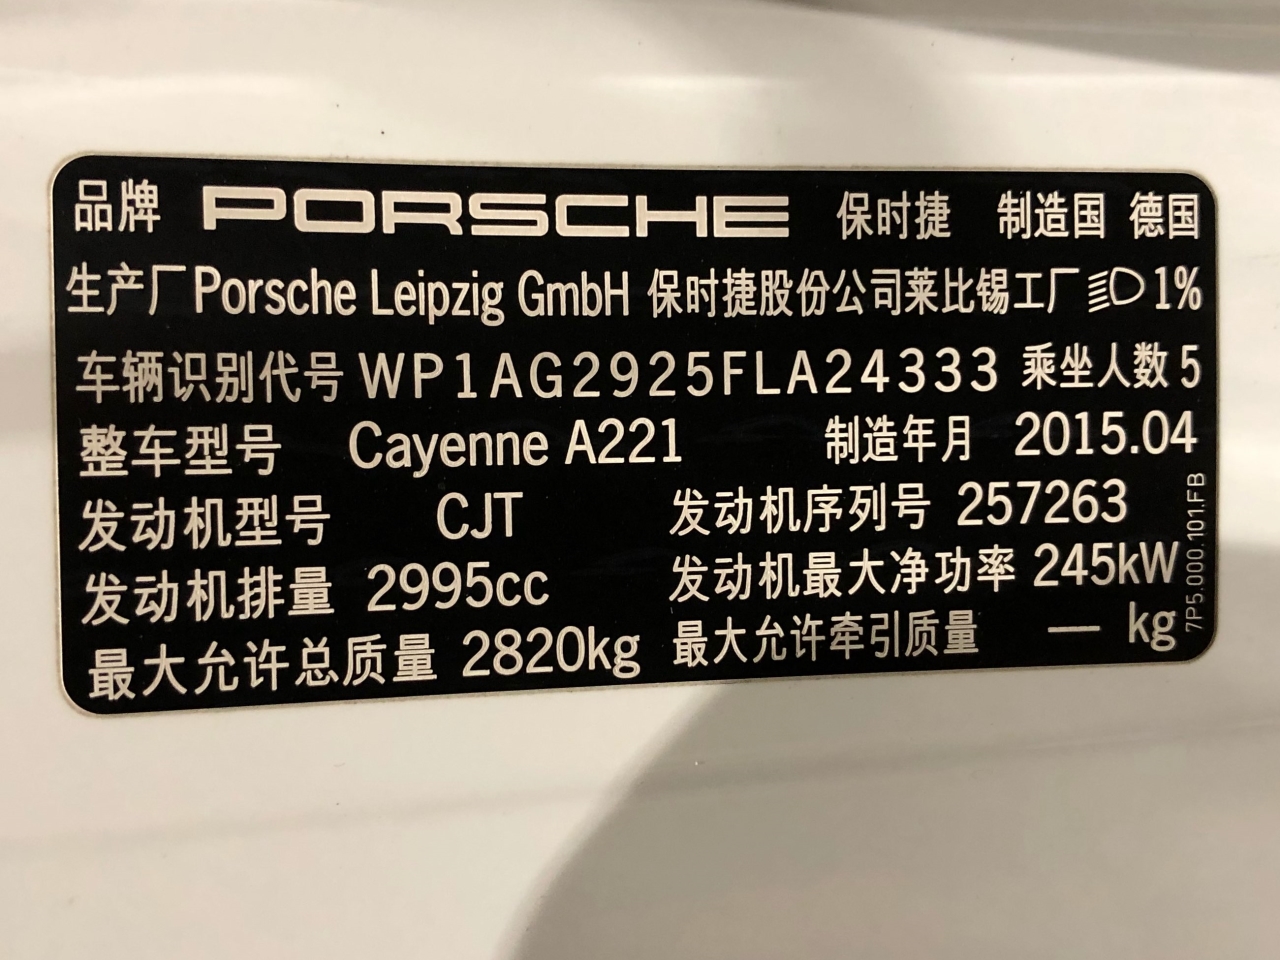 品牌 PORSCHE 保时捷 制造国 德国
生产厂 Porsche Leipzig GmbH 保时捷股份公司莱比锡工厂 1%
车辆识别代号 WP1AG2925FLA24333 乘坐人数 5
整车型号 Cayenne A221 制造年月 2015.04
发动机型号 CJT 发动机序列号 257263
发动机排量 2995cc 发动机最大净功率 245kW
最大允许总质量 2820kg 最大允许牵引质量 — kg
7P5.000.101.FB